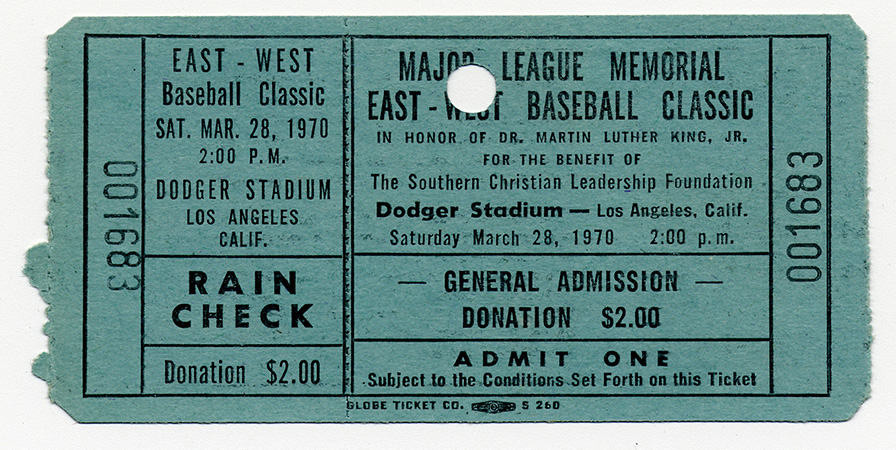 001683
EAST - WEST
Baseball Classic
SAT. MAR. 28, 1970
2:00 P.M.
DODGER STADIUM
LOS ANGELES
CALIF.
RAIN
CHECK
Donation $2.00
MAJOR LEAGUE MEMORIAL
EAST - WEST BASEBALL CLASSIC
IN HONOR OF DR. MARTIN LUTHER KING, JR.
FOR THE BENEFIT OF
The Southern Christian Leadership Foundation
Dodger Stadium — Los Angeles, Calif.
Saturday March 28, 1970 2:00 p.m.
— GENERAL ADMISSION —
DONATION $2.00
ADMIT ONE
Subject to the Conditions Set Forth on this Ticket
GLOBE TICKET CO. S 260
001683